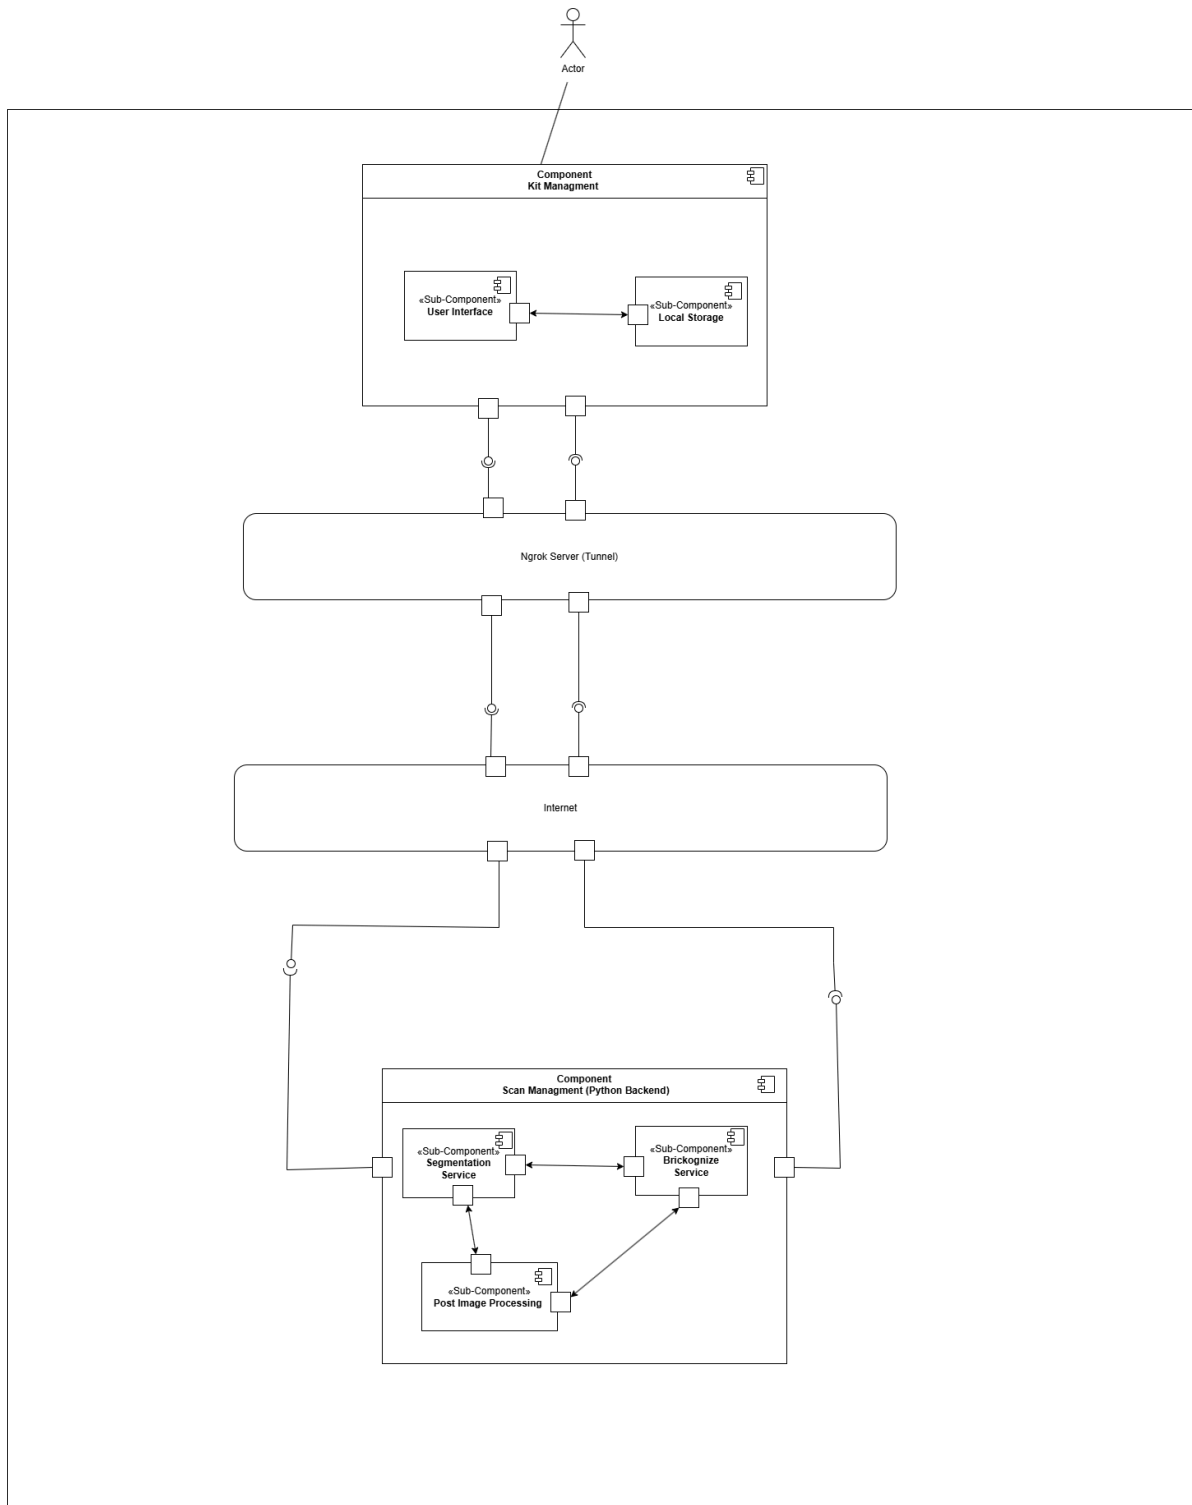 Actor
Component
Kit Managment
«Sub-Component»
User Interface
«Sub-Component»
Local Storage
Ngrok Server (Tunnel)
Internet
Component
Scan Managment (Python Backend)
«Sub-Component»
Segmentation
Service
«Sub-Component»
Brickognize
Service
«Sub-Component»
Post Image Processing